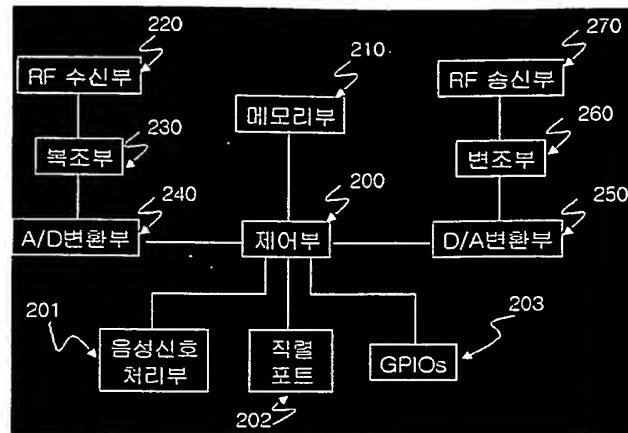 220
RF 수신부
210
메모리부
270
RF 송신부
230
복조부
260
변조부
240
A/D변환부
200
제어부
250
D/A변환부
201
음성신호
처리부
직렬
포트
202
203
GPIOs